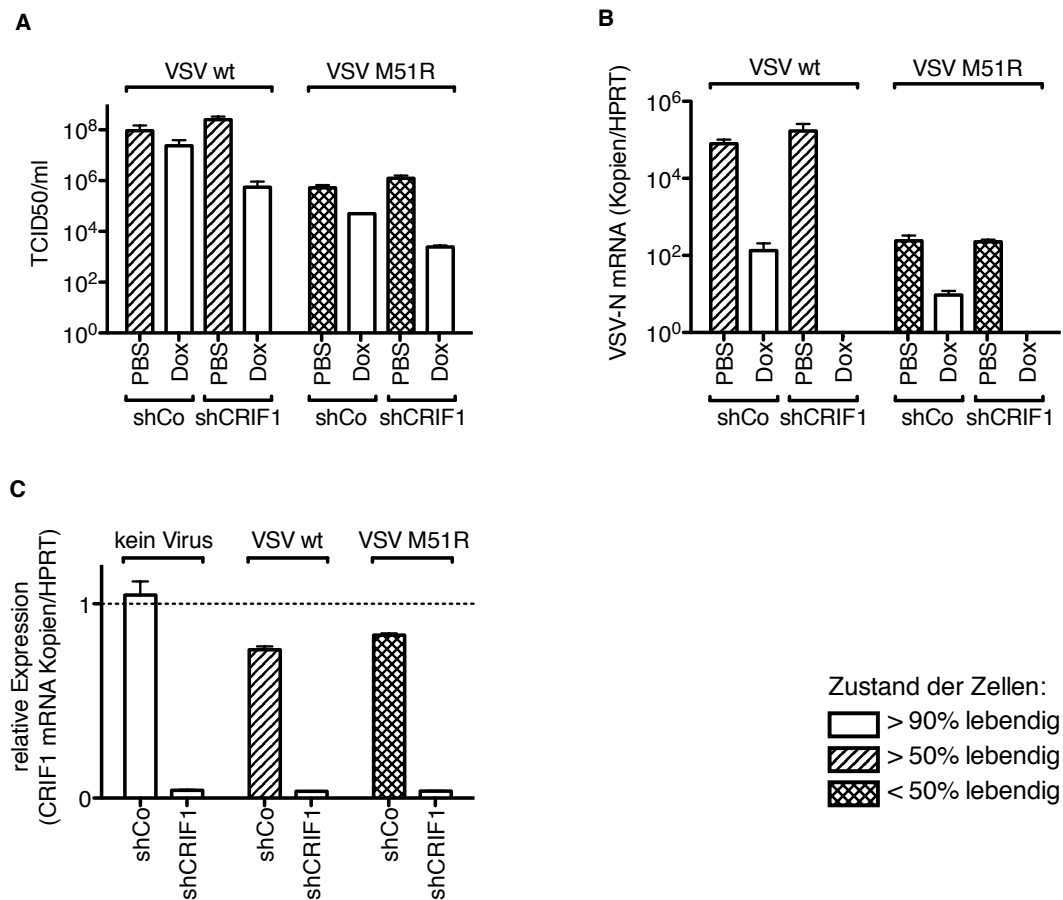 A
VSV wt VSV M51R
TCID50/ml
10^8
10^6
10^4
10^2
10^0
PBS Dox PBS Dox PBS Dox PBS Dox
shCo shCRIF1 shCo shCRIF1
B
VSV wt VSV M51R
VSV-N mRNA (Kopien/HPRT)
10^6
10^4
10^2
10^0
PBS Dox PBS Dox PBS Dox PBS Dox
shCo shCRIF1 shCo shCRIF1
C
kein Virus VSV wt VSV M51R
relative Expression
(CRIF1 mRNA Kopien/HPRT)
1
0
shCo shCRIF1 shCo shCRIF1 shCo shCRIF1
Zustand der Zellen:
> 90% lebendig
> 50% lebendig
< 50% lebendig